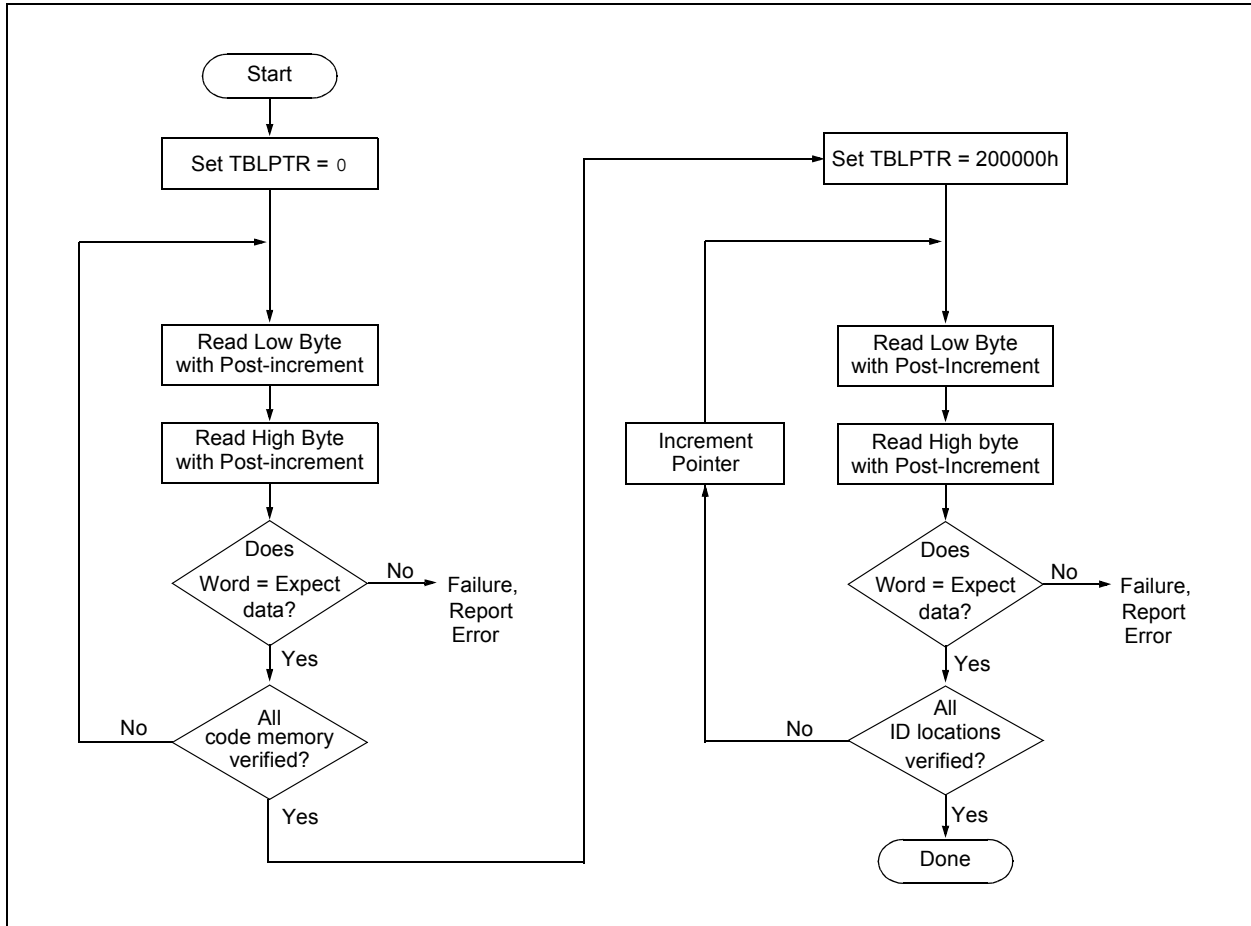 Start
Set TBLPTR = 0
Read Low Byte
with Post-increment
Read High Byte
with Post-increment
Does
Word = Expect
data?
No
Failure,
Report
Error
Yes
All
code memory
verified?
No
Yes
Set TBLPTR = 200000h
Read Low Byte
with Post-Increment
Increment
Pointer
Read High byte
with Post-Increment
Does
Word = Expect
data?
No
Failure,
Report
Error
Yes
All
ID locations
verified?
No
Yes
Done